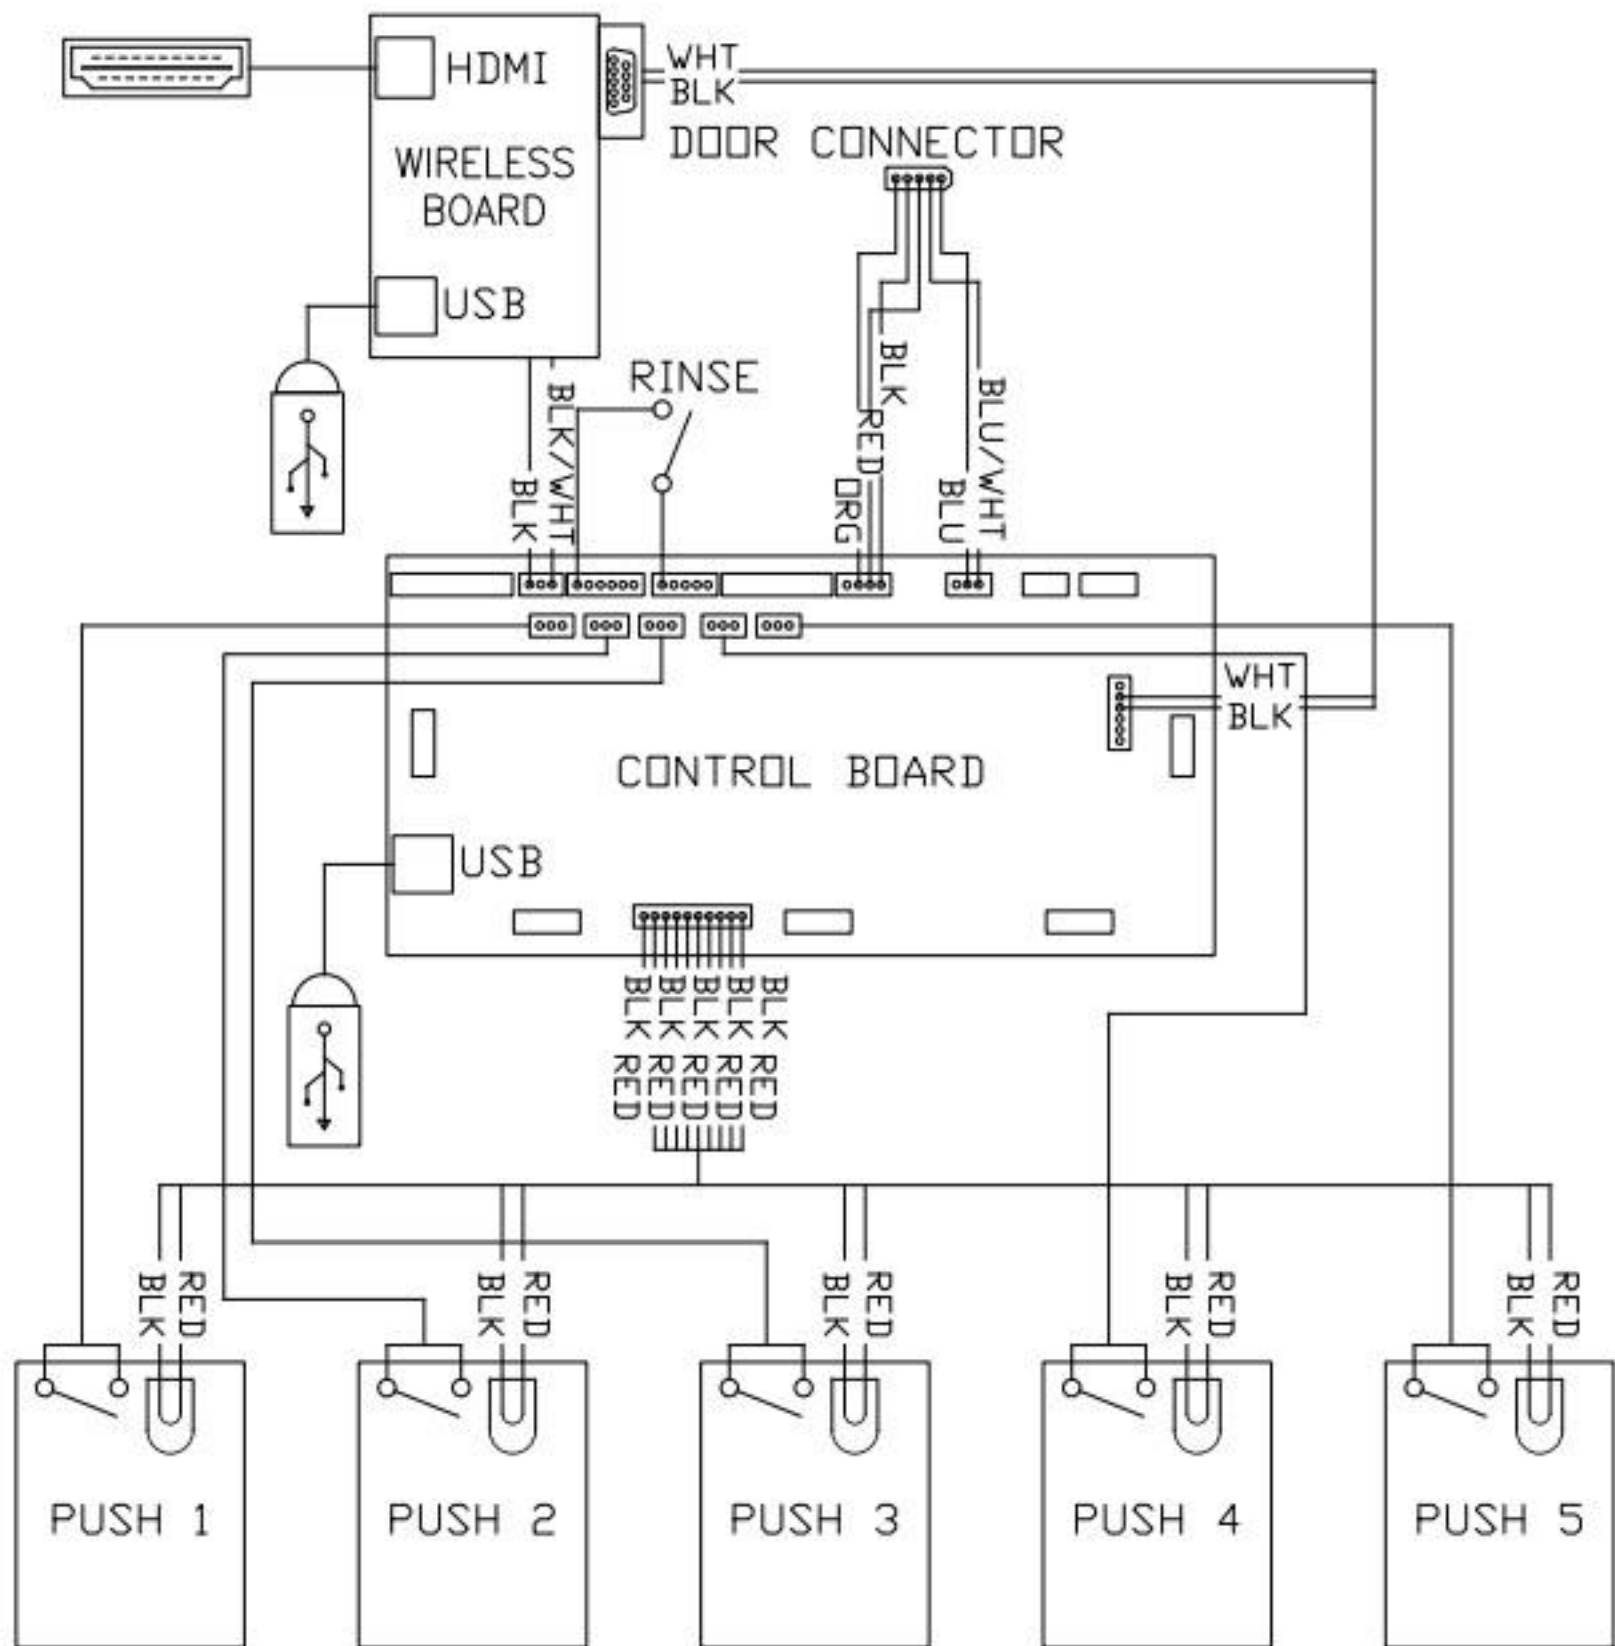 HDMI
WHT
BLK
DOOR CONNECTOR
WIRELESS
BOARD
USB
RINSE
BLK
BLK/WHT
BLK
RED
ORG
BLU
BLU/WHT
WHT
BLK
CONTROL BOARD
USB
BLK BLK BLK BLK BLK
RED RED RED RED RED
BLK RED
BLK RED
BLK RED
BLK RED
BLK RED
PUSH 1
PUSH 2
PUSH 3
PUSH 4
PUSH 5